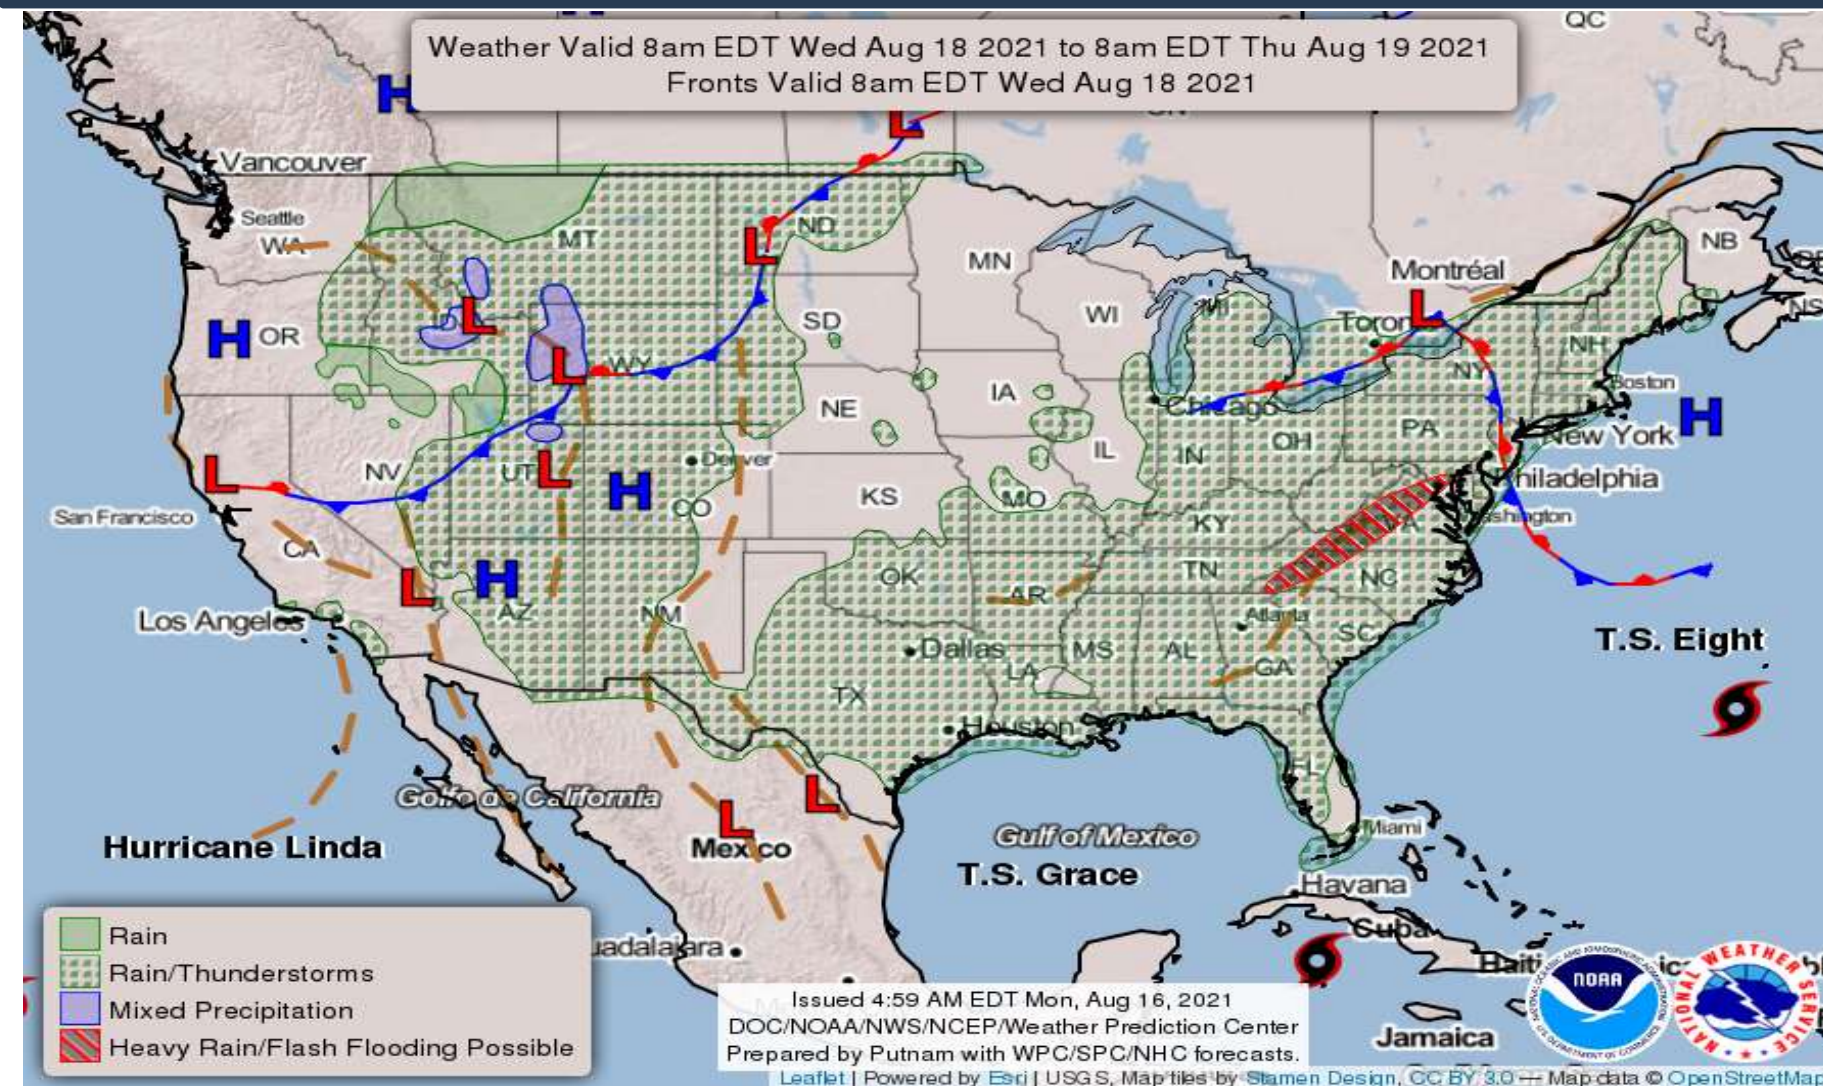 QC
Weather Valid 8am EDT Wed Aug 18 2021 to 8am EDT Thu Aug 19 2021
Fronts Valid 8am EDT Wed Aug 18 2021
H
L
Vancouver
Seattle
WA
MT
ND
L
MN
MI
WI
Montréal
NB
NS
H
OR
L
L
WY
SD
L
NH
IA
NE
Chicago
NY
Boston
PA
OH
IN
IL
New York
H
L
NV
UT
L
H
Denver
CO
KS
MO
KY
VA
Philadelphia
San Francisco
CA
L
H
AZ
NM
OK
AR
TN
NC
Atlanta
Los Angeles
Dallas
LA
MS
AL
GA
SC
T.S. Eight
TX
Houston
FL
Golfo de California
L
L
Hurricane Linda
Mexico
Gulf of Mexico
T.S. Grace
Miami
Havana
Cuba
Haiti
Jamaica
Rain
Rain/Thunderstorms
Mixed Precipitation
Heavy Rain/Flash Flooding Possible
Issued 4:59 AM EDT Mon, Aug 16, 2021
DOC/NOAA/NWS/NCEP/Weather Prediction Center
Prepared by Putnam with WPC/SPC/NHC forecasts.
NOAA
NATIONAL WEATHER SERVICE
Leaflet | Powered by Esri | USGS, Map tiles by Stamen Design, CC BY 3.0 — Map data © OpenStreetMap